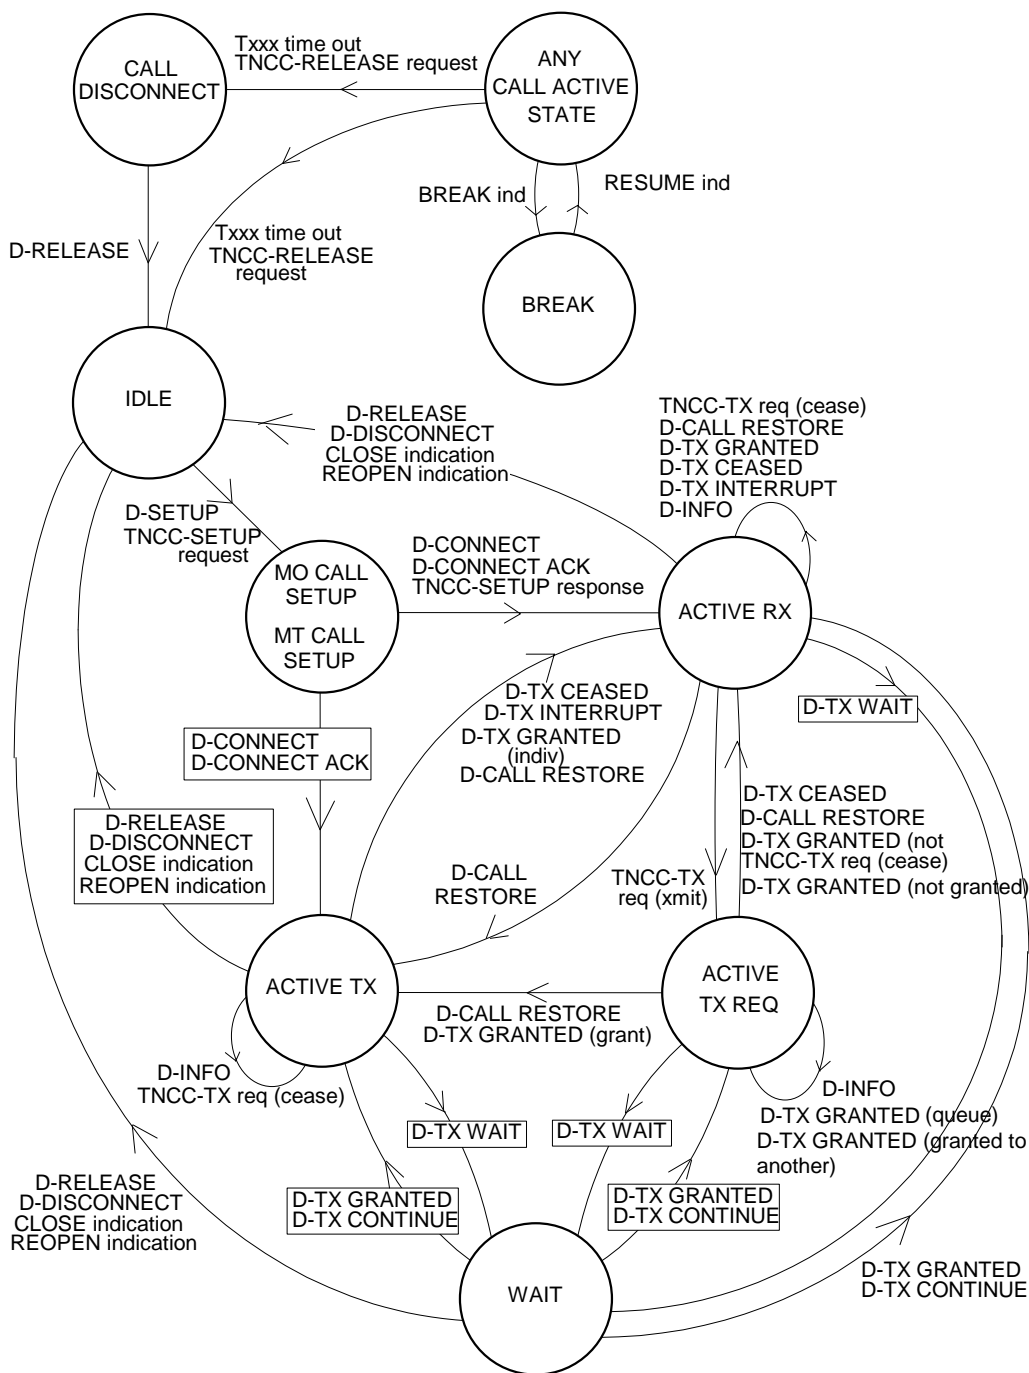 Txxx time out
TNCC-RELEASE request
CALL
DISCONNECT
ANY
CALL ACTIVE
STATE
BREAK ind
RESUME ind
D-RELEASE
Txxx time out
TNCC-RELEASE
request
BREAK
IDLE
D-RELEASE
D-DISCONNECT
CLOSE indication
REOPEN indication
TNCC-TX req (cease)
D-CALL RESTORE
D-TX GRANTED
D-TX CEASED
D-TX INTERRUPT
D-INFO
D-SETUP
TNCC-SETUP
request
MO CALL
SETUP
MT CALL
SETUP
D-CONNECT
D-CONNECT ACK
TNCC-SETUP response
ACTIVE RX
D-TX CEASED
D-TX INTERRUPT
D-TX GRANTED
(indiv)
D-CALL RESTORE
D-TX WAIT
D-CONNECT
D-CONNECT ACK
D-RELEASE
D-DISCONNECT
CLOSE indication
REOPEN indication
D-CALL
RESTORE
TNCC-TX
req (xmit)
D-TX CEASED
D-CALL RESTORE
D-TX GRANTED (not
TNCC-TX req (cease)
D-TX GRANTED (not granted)
ACTIVE TX
D-CALL RESTORE
D-TX GRANTED (grant)
ACTIVE
TX REQ
D-INFO
TNCC-TX req (cease)
D-TX WAIT
D-TX WAIT
D-INFO
D-TX GRANTED (queue)
D-TX GRANTED (granted to
another)
D-RELEASE
D-DISCONNECT
CLOSE indication
REOPEN indication
D-TX GRANTED
D-TX CONTINUE
D-TX GRANTED
D-TX CONTINUE
WAIT
D-TX GRANTED
D-TX CONTINUE